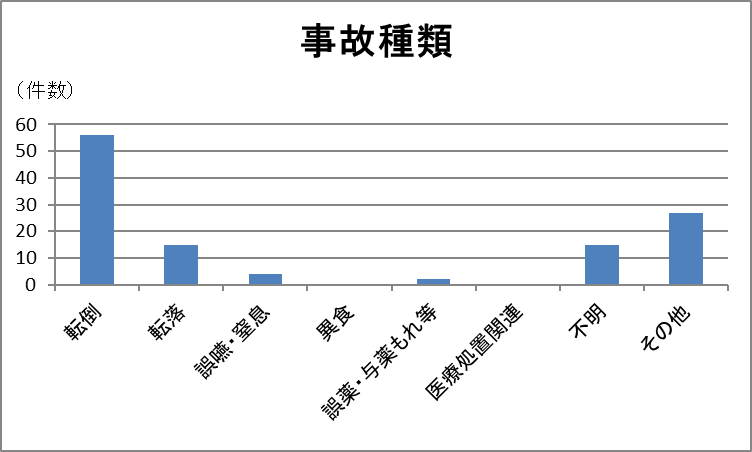 事故種類
（件数）
60
50
40
30
20
10
0
転倒
転落
誤嚥・窒息
異食
誤薬・与薬もれ等
医療処置関連
不明
その他